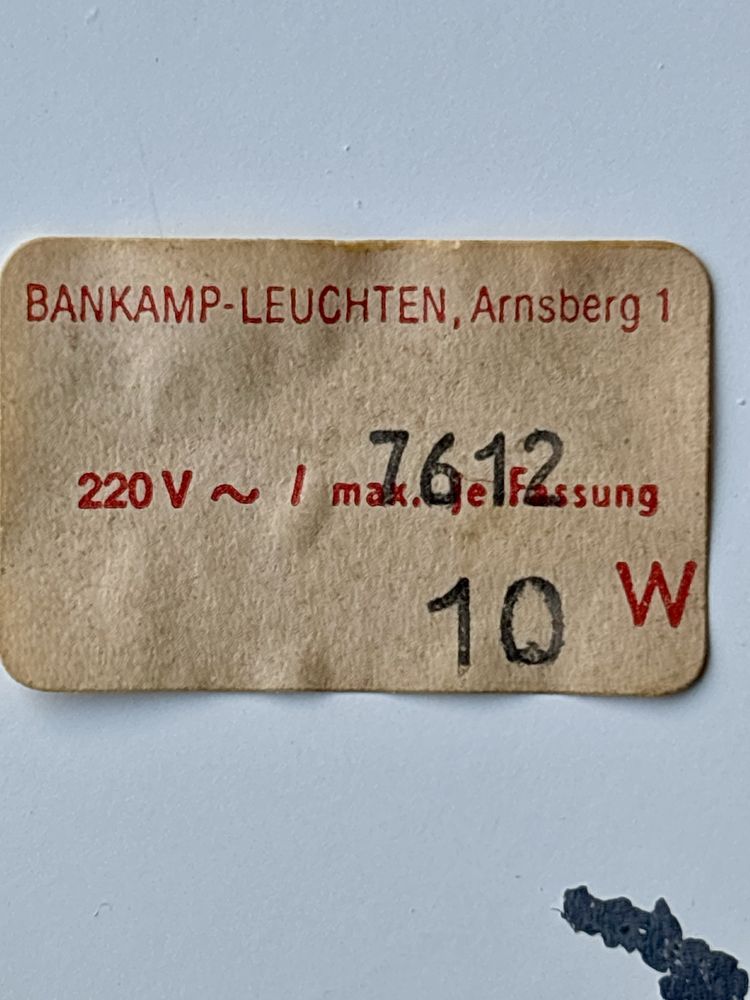 BANKAMP-LEUCHTEN, Arnsberg 1
7612
220 V ~ / max. je Fassung
10 W